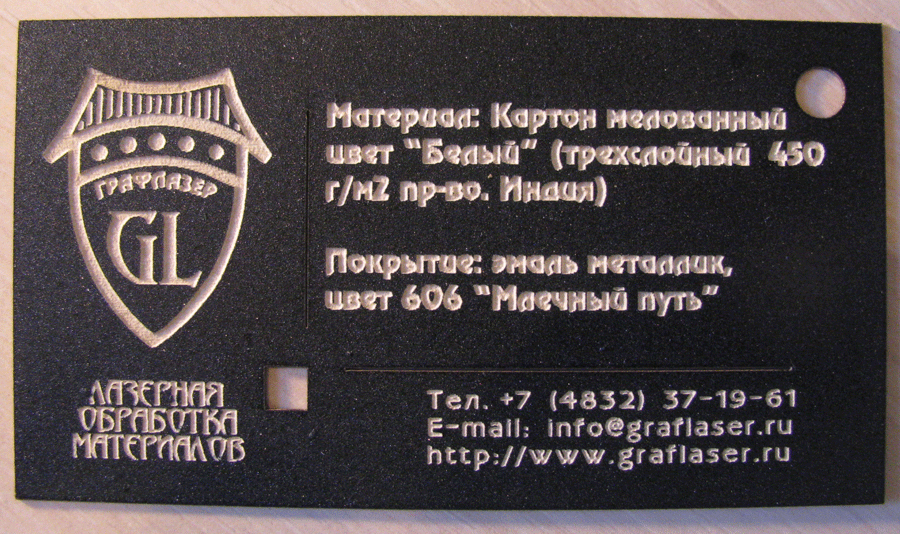 ГРАФЛАЗЕР
GL
ЛАЗЕРНАЯ
ОБРАБОТКА
МАТЕРИАЛОВ
Материал: Картон мелованный
цвет "Белый" (трехслойный 450
г/м2 пр-во. Индия)
Покрытие: эмаль металлик,
цвет 606 "Млечный путь"
Тел. +7 (4832) 37-19-61
E-mail: info@graflaser.ru
http://www.graflaser.ru